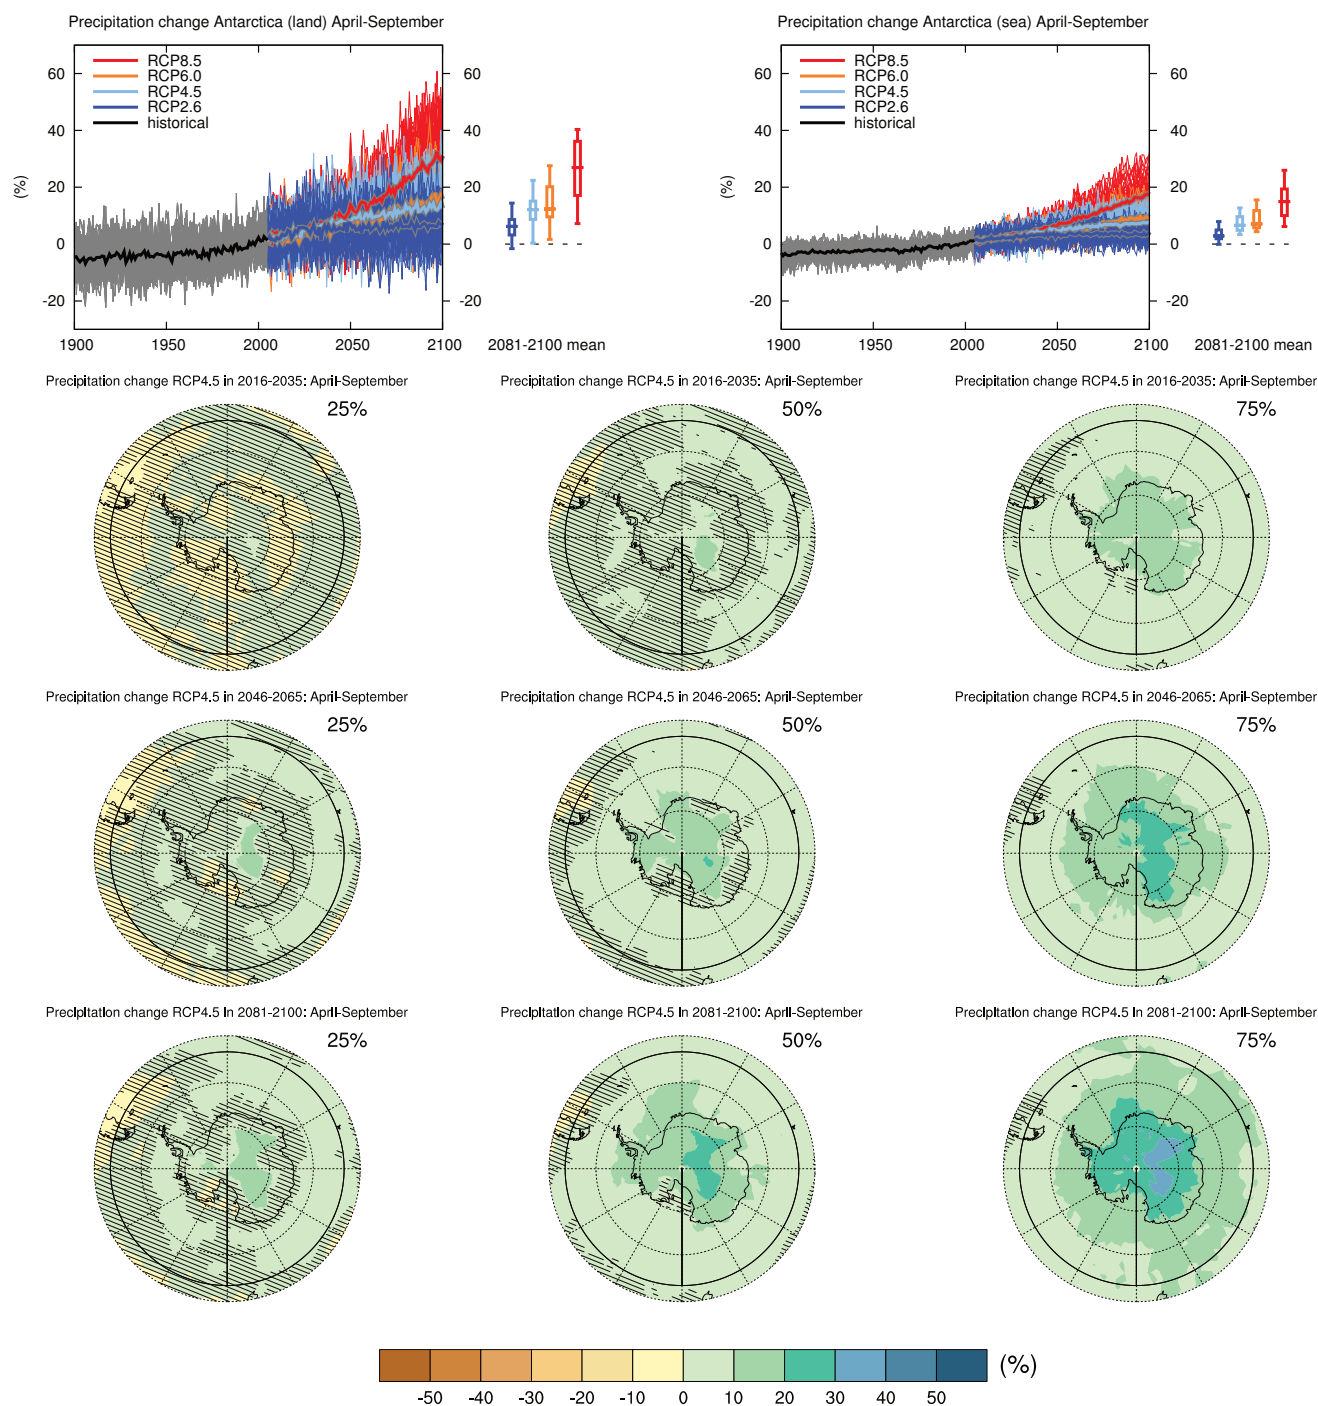 Precipitation change Antarctica (land) April-September
60
40
20
0
-20
(%)
RCP8.5
RCP6.0
RCP4.5
RCP2.6
historical
60
40
20
0
-20
1900 1950 2000 2050 2100 2081-2100 mean
Precipitation change Antarctica (sea) April-September
60
40
20
0
-20
(%)
RCP8.5
RCP6.0
RCP4.5
RCP2.6
historical
60
40
20
0
-20
1900 1950 2000 2050 2100 2081-2100 mean
Precipitation change RCP4.5 in 2016-2035: April-September
25%
Precipitation change RCP4.5 in 2016-2035: April-September
50%
Precipitation change RCP4.5 in 2016-2035: April-September
75%
Precipitation change RCP4.5 in 2046-2065: April-September
25%
Precipitation change RCP4.5 in 2046-2065: April-September
50%
Precipitation change RCP4.5 in 2046-2065: April-September
75%
Precipitation change RCP4.5 in 2081-2100: April-September
25%
Precipitation change RCP4.5 in 2081-2100: April-September
50%
Precipitation change RCP4.5 in 2081-2100: April-September
75%
(%)
-50 -40 -30 -20 -10 0 10 20 30 40 50